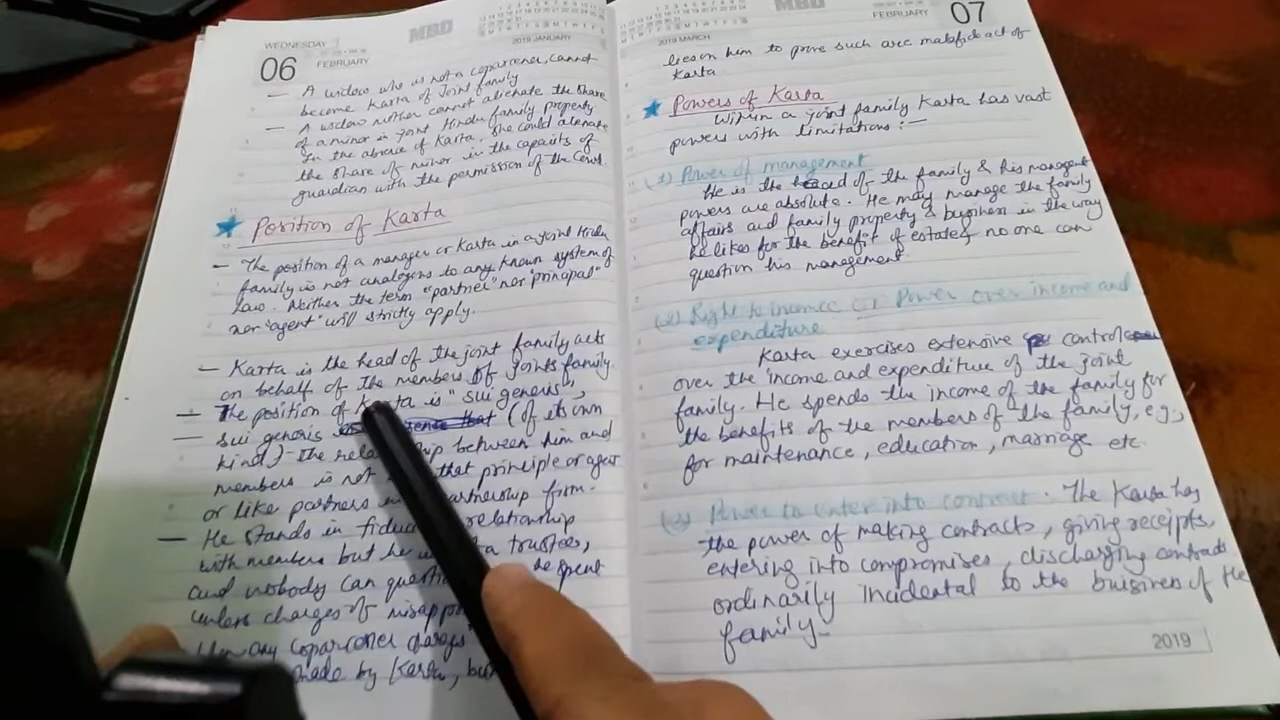 WEDNESDAY
06
FEBRUARY
MBD
2019 JANUARY
— A widow who is not a coparcener, cannot
become Karta of Joint family
— A widow mother cannot alienate the share
of a minor in joint Hindu family property
In the absence of Karta, she could alienate
the share of minor in the capacity of
guardian with the permission of the Court.
Position of Karta
— The position of a manager or Karta in a joint Hindu
family is not analogous to any known system of
law. Neither the term "partner" nor "principal"
nor "agent" will strictly apply.
— Karta is the head of the joint family acts
on behalf of the members of joints family.
— The position of Karta is "sui generis",
— sui generis (of its own
kind) - the between him and
members is not that principle or agent
or like partners partnership firm.
— He stands in relationship
with members but he a trustee,
and nobody can he spent
unless charges of
any coparcener charges
made by Karta, but
MBD
2019 MARCH
FEBRUARY
07
lies on him to prove such are malafide act of
Karta
Powers of Karta
Within a joint family Karta has vast
powers with limitations :—
(1) Power of management
He is the head of the family & his managent
powers are absolute. He may manage the family
affairs and family property & business in the way
he likes for the benefit of estate, no one can
question his management
(2) Right to income or Power over income and
expenditure
Karta exercises extensive control
over the income and expenditure of the joint
family. He spends the income of the family for
the benefits of the members of the family, e.g.,
for maintenance, education, marriage etc.
(3) Power to enter into contract. The Karta has
the power of making contracts, giving receipts,
entering into compromises, discharging contracts
ordinarily incidental to the business of the
family.
2019